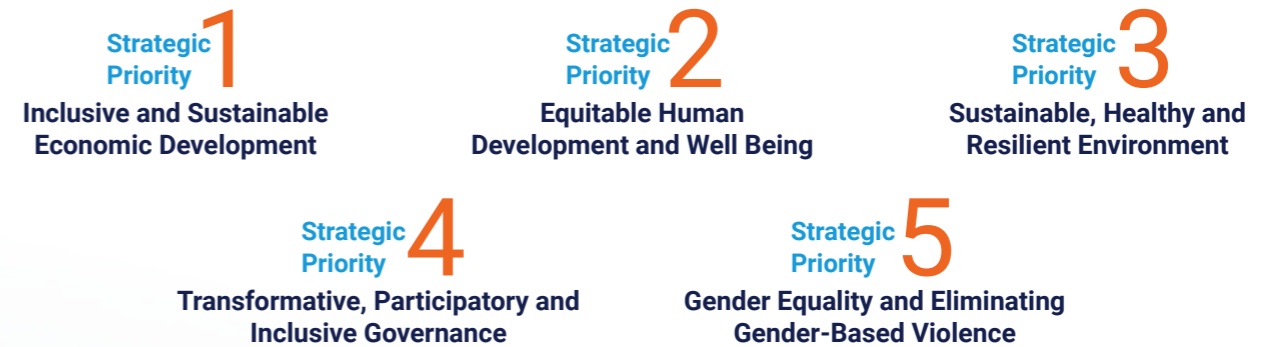 Strategic
Priority 1
Inclusive and Sustainable
Economic Development
Strategic
Priority 2
Equitable Human
Development and Well Being
Strategic
Priority 3
Sustainable, Healthy and
Resilient Environment
Strategic
Priority 4
Transformative, Participatory and
Inclusive Governance
Strategic
Priority 5
Gender Equality and Eliminating
Gender-Based Violence